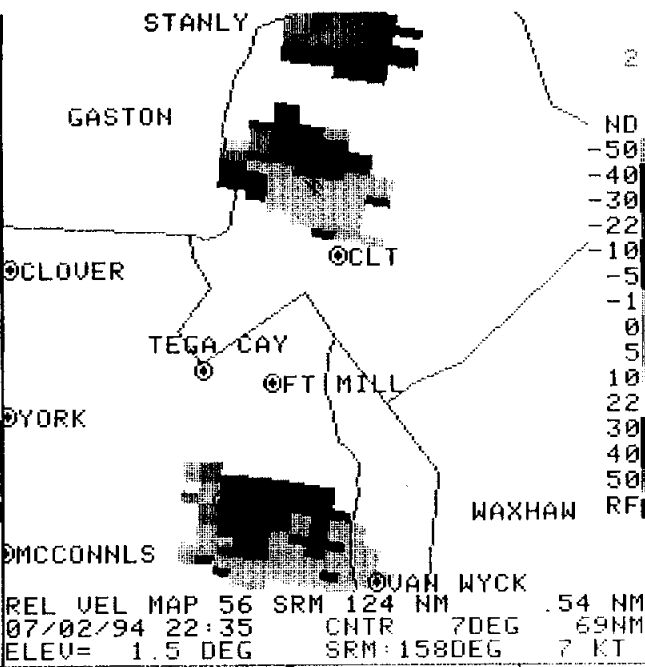 STANLY
2
GASTON
ND
-50
-40
-30
-22
-10
-5
-1
0
5
10
22
30
40
50
RF
CLT
CLOVER
TEGA CAY
FT MILL
YORK
WAXHAW
MCCONNLS
VAN WYCK
REL VEL MAP 56 SRM 124 NM .54 NM
07/02/94 22:35 CNTR 7DEG 69NM
ELEV= 1.5 DEG SRM:158DEG 7 KT